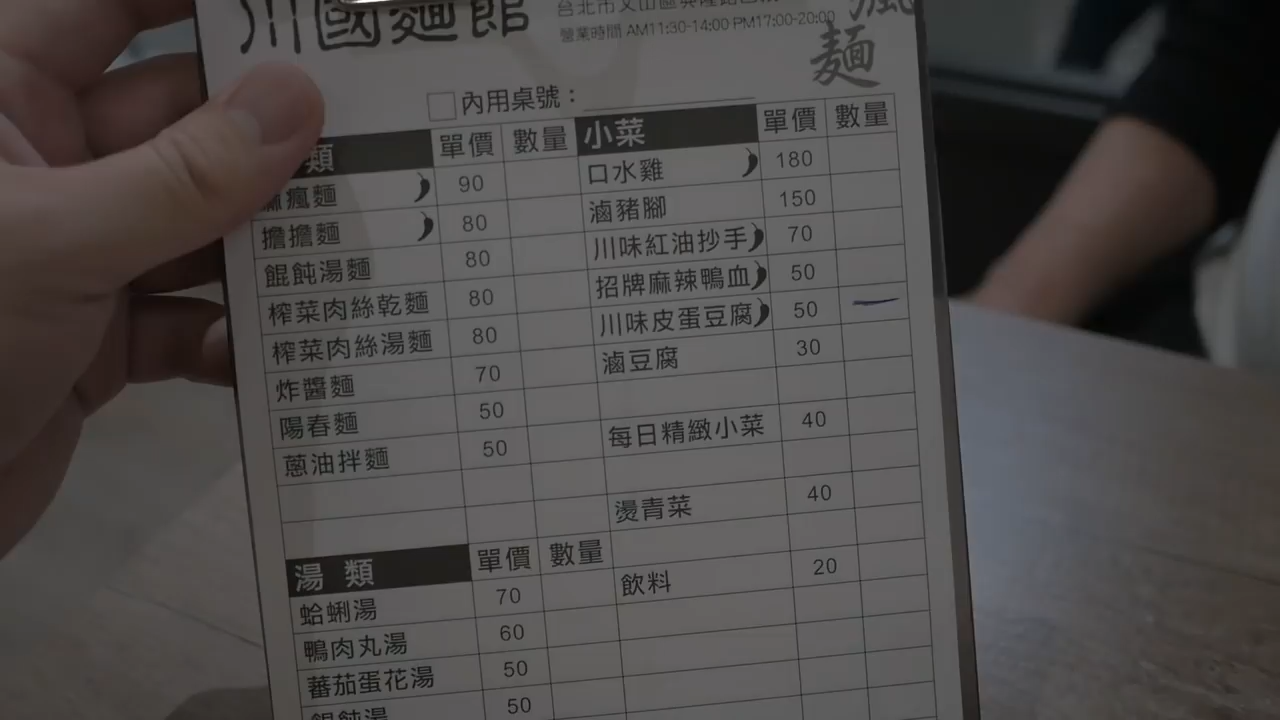 川國麵館
營業時間 AM11:30-14:00 PM17:00-20:00
麵
內用桌號：
類 單價 數量
麻瘋麵 90
擔擔麵 80
餛飩湯麵 80
榨菜肉絲乾麵 80
榨菜肉絲湯麵 80
炸醬麵 70
陽春麵 50
蔥油拌麵 50
湯 類 單價 數量
蛤蜊湯 70
鴨肉丸湯 60
蕃茄蛋花湯 50
餛飩湯 50
小菜 單價 數量
口水雞 180
滷豬腳 150
川味紅油抄手 70
招牌麻辣鴨血 50
川味皮蛋豆腐 50
滷豆腐 30
每日精緻小菜 40
燙青菜 40
飲料 20